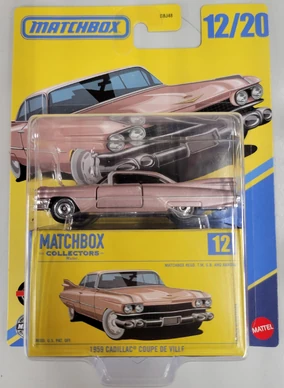 MATCHBOX
12/20
MATCHBOX
COLLECTORS
12
MATTEL
1959 CADILLAC® COUPE DE VILLE